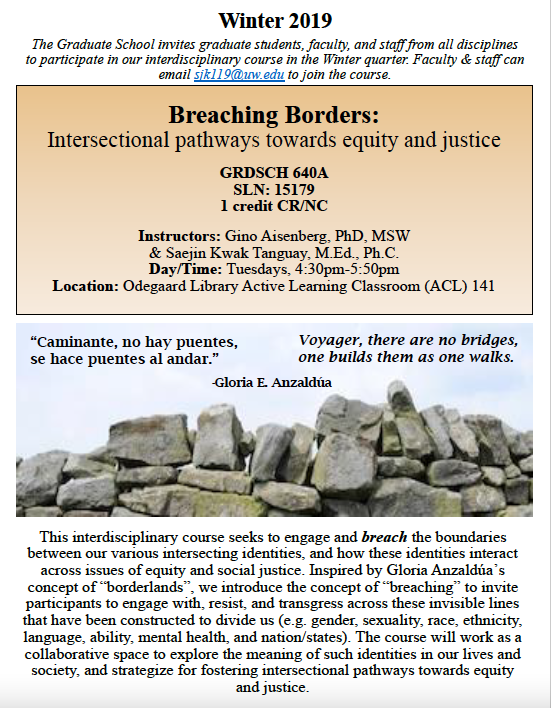 Winter 2019
The Graduate School invites graduate students, faculty, and staff from all disciplines
to participate in our interdisciplinary course in the Winter quarter. Faculty & staff can
email sjk119@uw.edu to join the course.
Breaching Borders:
Intersectional pathways towards equity and justice
GRDSCH 640A
SLN: 15179
1 credit CR/NC
Instructors: Gino Aisenberg, PhD, MSW
& Saejin Kwak Tanguay, M.Ed., Ph.C.
Day/Time: Tuesdays, 4:30pm-5:50pm
Location: Odegaard Library Active Learning Classroom (ACL) 141
“Caminante, no hay puentes,
se hace puentes al andar.”
Voyager, there are no bridges,
one builds them as one walks.
-Gloria E. Anzaldúa
This interdisciplinary course seeks to engage and breach the boundaries
between our various intersecting identities, and how these identities interact
across issues of equity and social justice. Inspired by Gloria Anzaldúa’s
concept of “borderlands”, we introduce the concept of “breaching” to invite
participants to engage with, resist, and transgress across these invisible lines
that have been constructed to divide us (e.g. gender, sexuality, race, ethnicity,
language, ability, mental health, and nation/states). The course will work as a
collaborative space to explore the meaning of such identities in our lives and
society, and strategize for fostering intersectional pathways towards equity
and justice.